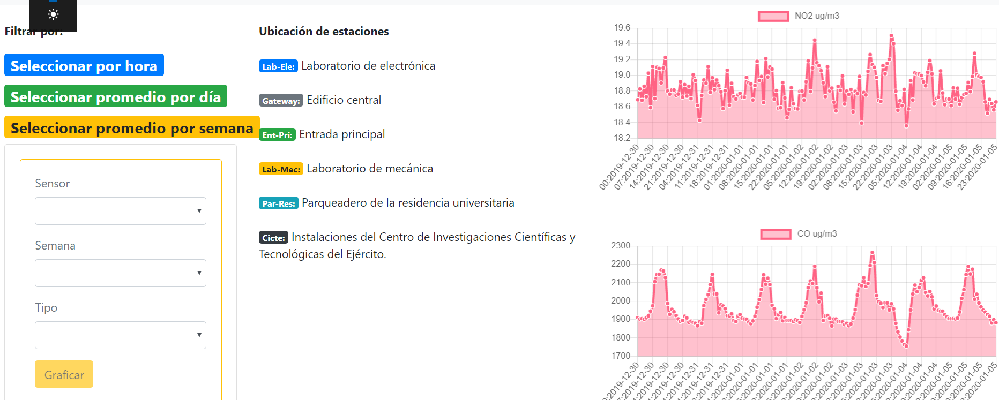 Filtrar por:
Seleccionar por hora
Seleccionar promedio por día
Seleccionar promedio por semana
Sensor
Semana
Tipo
Graficar
Ubicación de estaciones
Lab-Ele: Laboratorio de electrónica
Gateway: Edificio central
Ent-Pri: Entrada principal
Lab-Mec: Laboratorio de mecánica
Par-Res: Parqueadero de la residencia universitaria
Cicte: Instalaciones del Centro de Investigaciones Científicas y
Tecnológicas del Ejército.
NO2 ug/m3
19.6
19.4
19.2
19.0
18.8
18.6
18.4
18.2
00:2019-12-30
07:2019-12-30
14:2019-12-30
21:2019-12-30
04:2019-12-31
11:2019-12-31
18:2019-12-31
01:2020-01-01
08:2020-01-01
15:2020-01-01
22:2020-01-01
05:2020-01-02
12:2020-01-02
19:2020-01-02
02:2020-01-03
08:2020-01-03
15:2020-01-03
22:2020-01-03
05:2020-01-04
12:2020-01-04
19:2020-01-04
02:2020-01-05
09:2020-01-05
16:2020-01-05
23:2020-01-05
CO ug/m3
2300
2200
2100
2000
1900
1800
1700